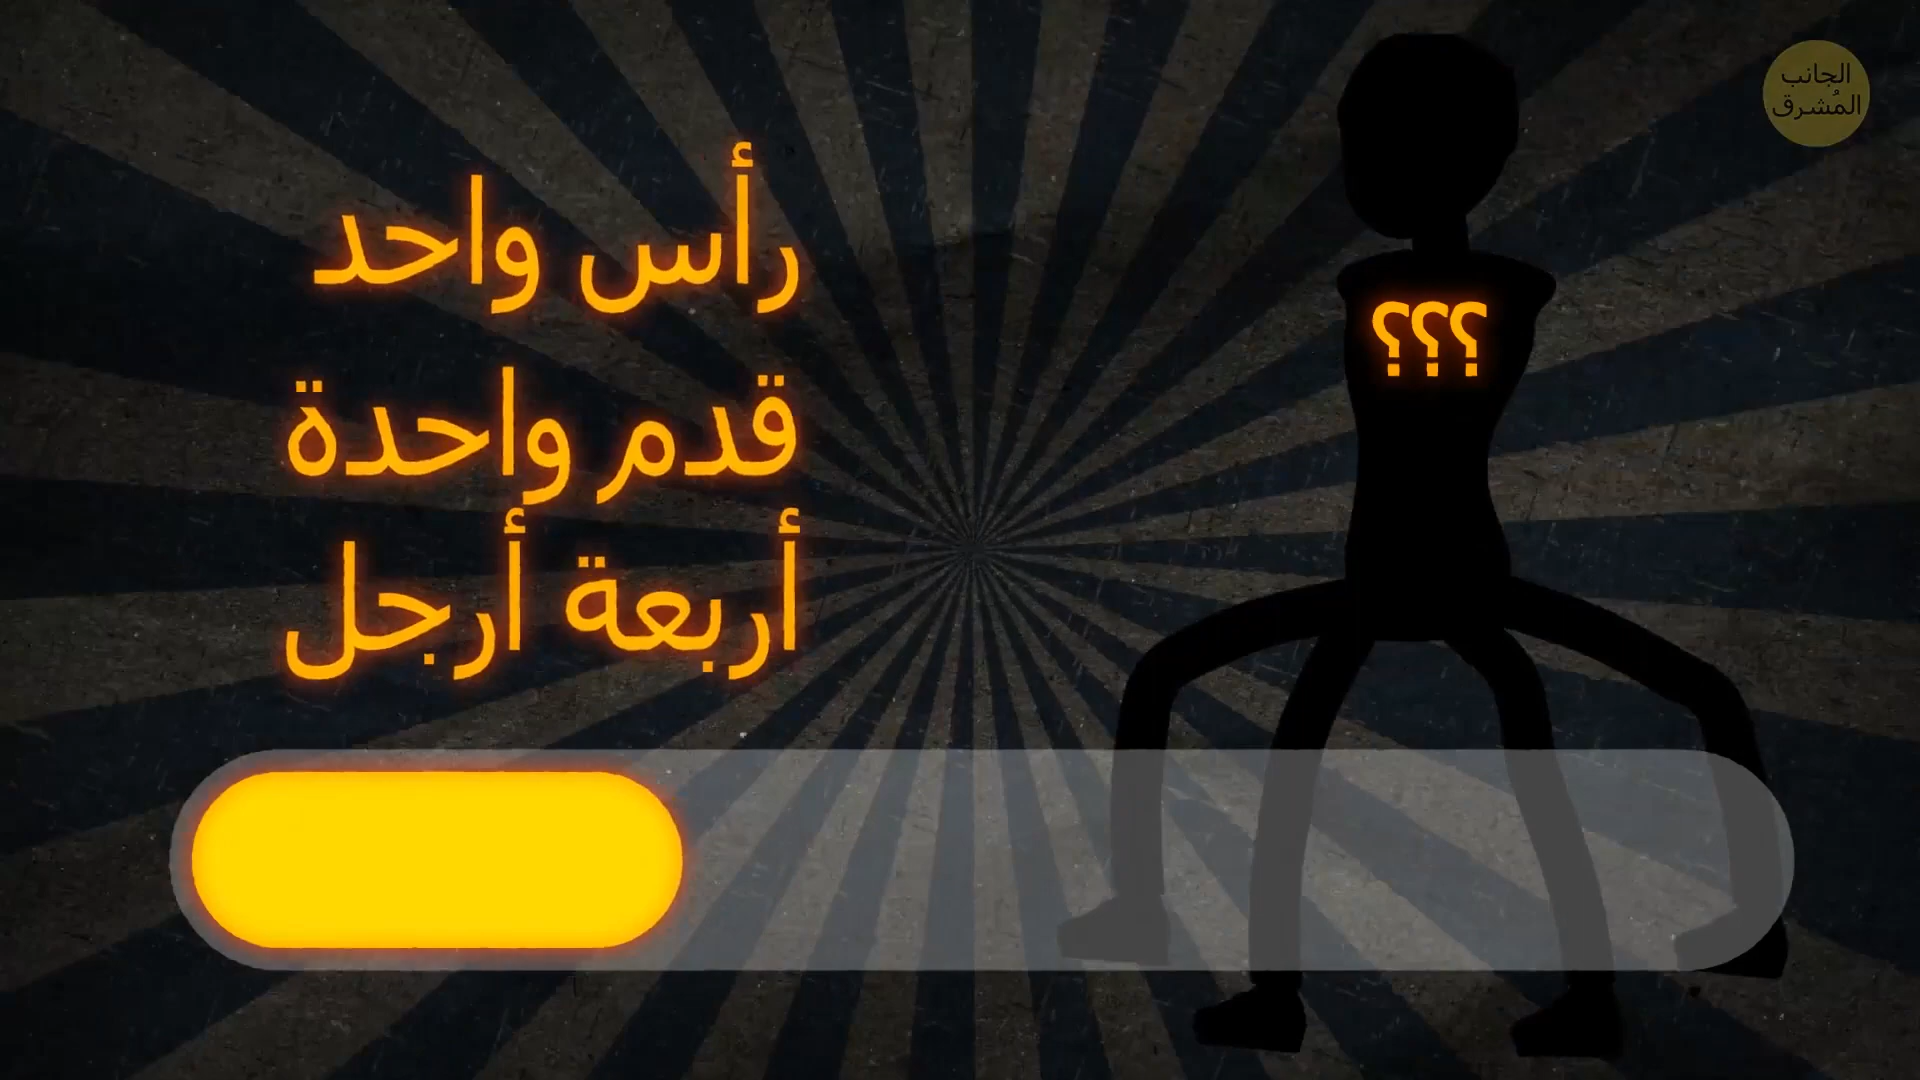 رأس واحد
قدم واحدة
أربعة أرجل
؟؟؟
الجانب
المُشرق